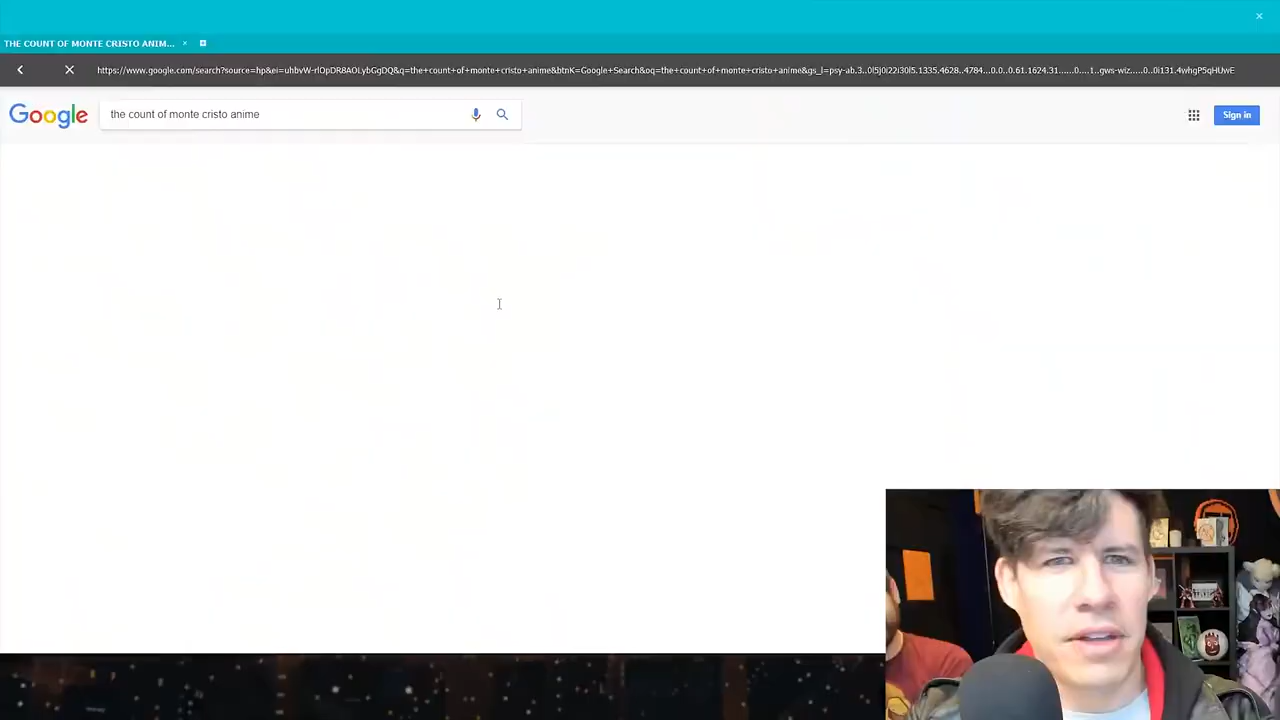 THE COUNT OF MONTE CRISTO ANIM...
https://www.google.com/search?source=hp&ei=uhbvW-rlQpDR8AOLybGgDQ&q=the+count+of+monte+cristo+anime&btnK=Google+Search&oq=the+count+of+monte+cristo+anime&gs_l=psy-ab.3..0l5j0i22i30l5.1335.4628..4784...0.0..0.61.1624.31......0....1..gws-wiz.....0..0i131.4whgP5qHUwE
Google
the count of monte cristo anime
Sign in